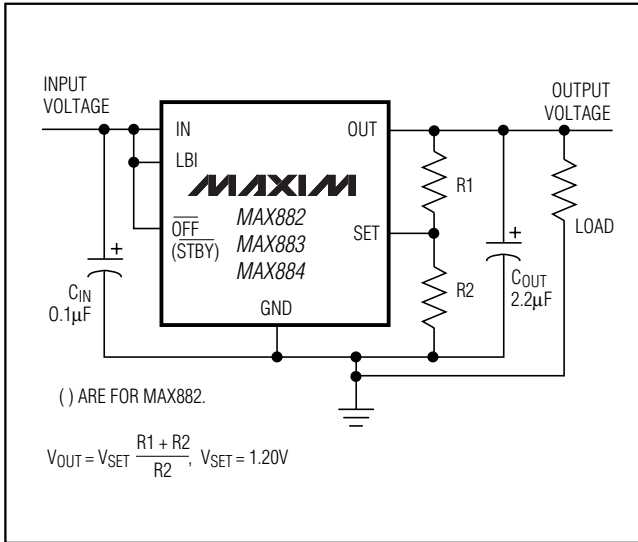 INPUT
VOLTAGE
OUTPUT
VOLTAGE
IN
OUT
LBI
MAXIM
R1
MAX882
OFF
SET
(STBY)
MAX883
LOAD
MAX884
R2
COUT
2.2µF
CIN
0.1µF
GND
( ) ARE FOR MAX882.
VOUT = VSET (R1 + R2)/R2, VSET = 1.20V
+
+